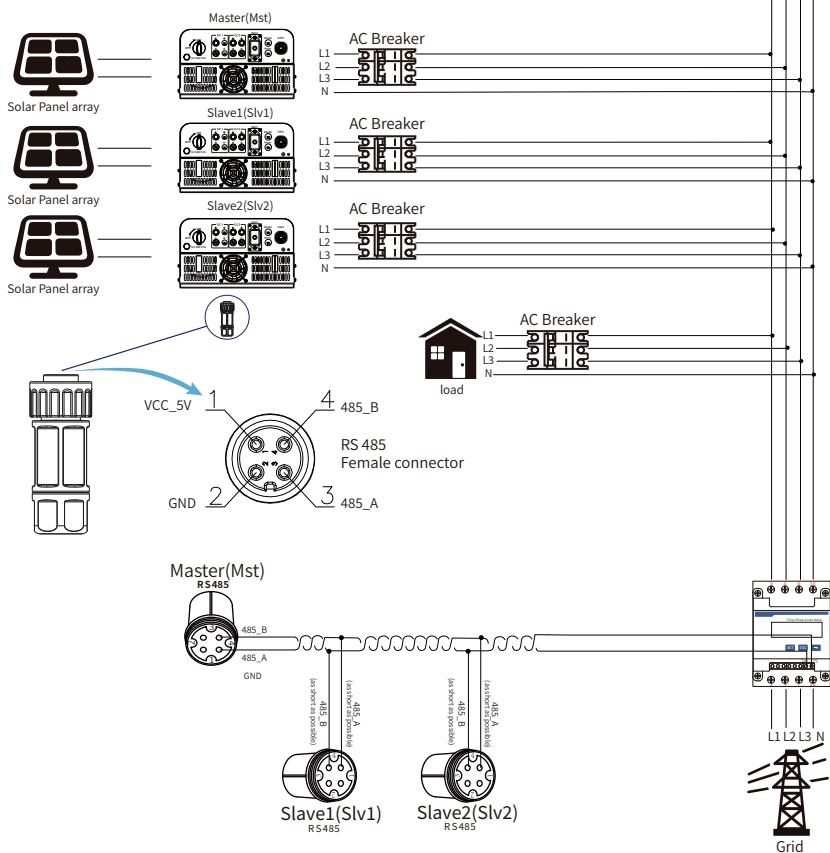 Master(Mst)
AC Breaker
L1
L2
L3
N
Solar Panel array
Slave1(Slv1)
AC Breaker
L1
L2
L3
N
Solar Panel array
Slave2(Slv2)
AC Breaker
L1
L2
L3
N
Solar Panel array
AC Breaker
L1
L2
L3
N
load
VCC_5V 1
4 485_B
RS 485
Female connector
GND 2
3 485_A
Master(Mst)
RS485
485_B
485_A
GND
485_B
(as short as possible)
485_A
(as short as possible)
485_B
(as short as possible)
485_A
(as short as possible)
Slave1(Slv1)
RS485
Slave2(Slv2)
RS485
L1 L2 L3 N
Grid